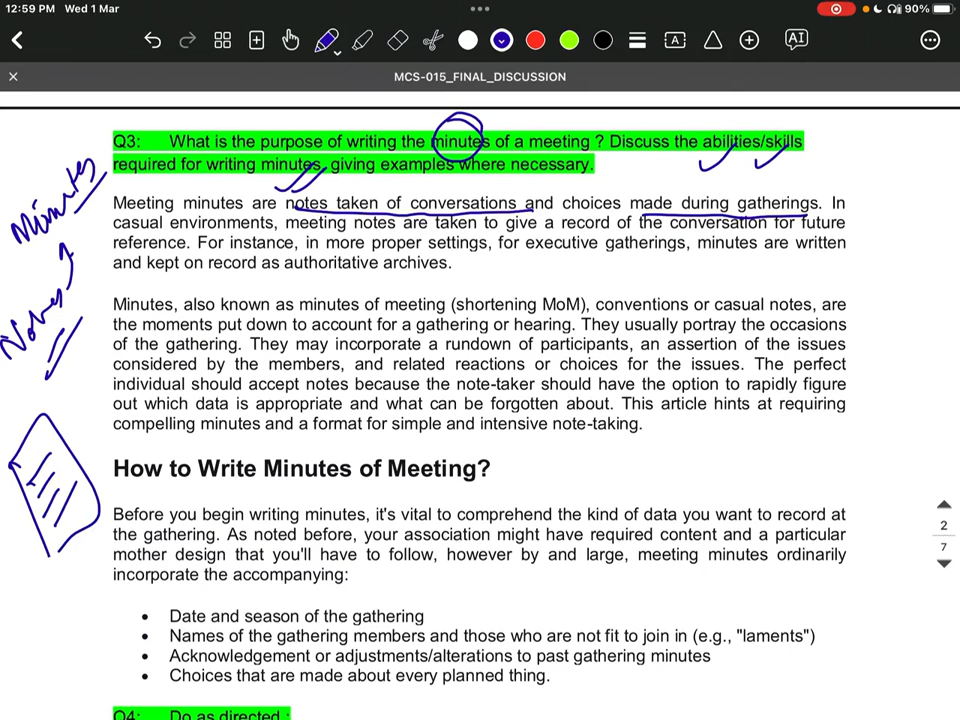 12:59 PM Wed 1 Mar
90%
A
AI
MCS-015_FINAL_DISCUSSION
Q3: What is the purpose of writing the minutes of a meeting ? Discuss the abilities/skills
required for writing minutes, giving examples where necessary.
Minutes
Notes
Meeting minutes are notes taken of conversations and choices made during gatherings. In
casual environments, meeting notes are taken to give a record of the conversation for future
reference. For instance, in more proper settings, for executive gatherings, minutes are written
and kept on record as authoritative archives.
Minutes, also known as minutes of meeting (shortening MoM), conventions or casual notes, are
the moments put down to account for a gathering or hearing. They usually portray the occasions
of the gathering. They may incorporate a rundown of participants, an assertion of the issues
considered by the members, and related reactions or choices for the issues. The perfect
individual should accept notes because the note-taker should have the option to rapidly figure
out which data is appropriate and what can be forgotten about. This article hints at requiring
compelling minutes and a format for simple and intensive note-taking.
How to Write Minutes of Meeting?
Before you begin writing minutes, it's vital to comprehend the kind of data you want to record at
the gathering. As noted before, your association might have required content and a particular
mother design that you'll have to follow, however by and large, meeting minutes ordinarily
incorporate the accompanying:
• Date and season of the gathering
• Names of the gathering members and those who are not fit to join in (e.g., "laments")
• Acknowledgement or adjustments/alterations to past gathering minutes
• Choices that are made about every planned thing.
2
7
Q4: Do as directed :